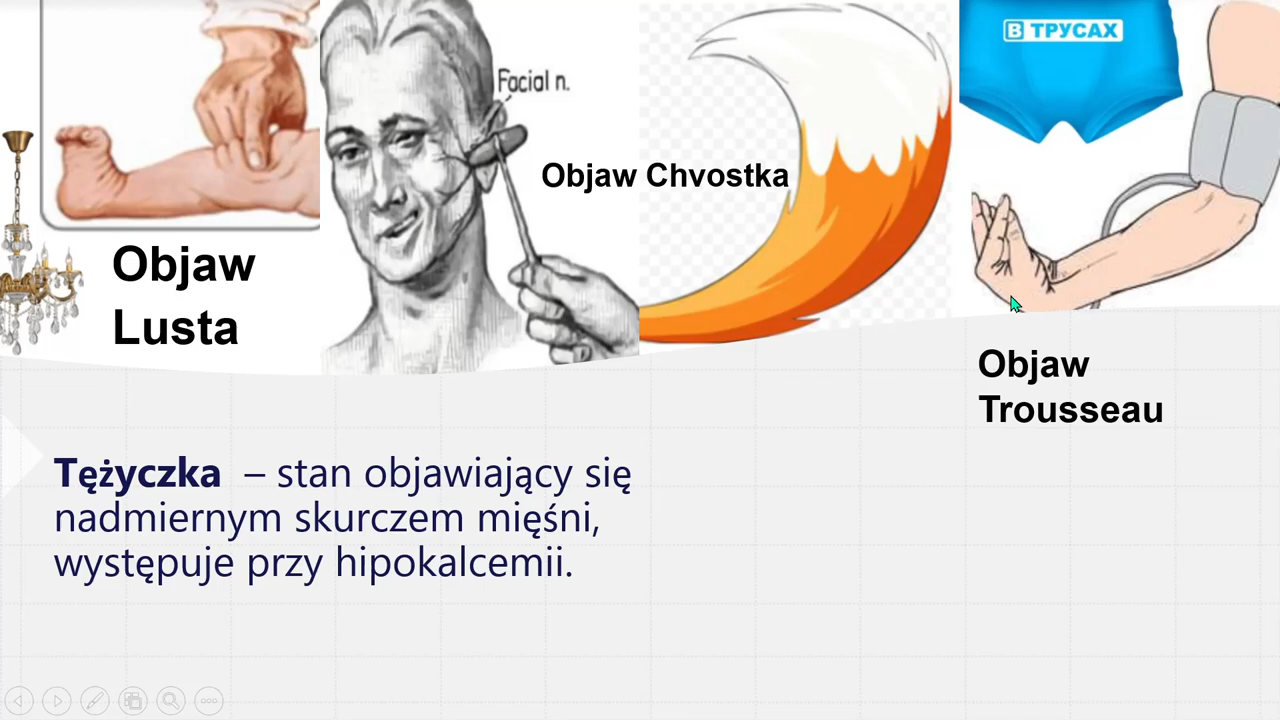 В ТРУСАХ
Facial n.
Objaw Chvostka
Objaw
Lusta
Objaw
Trousseau
Tężyczka – stan objawiający się
nadmiernym skurczem mięśni,
występuje przy hipokalcemii.